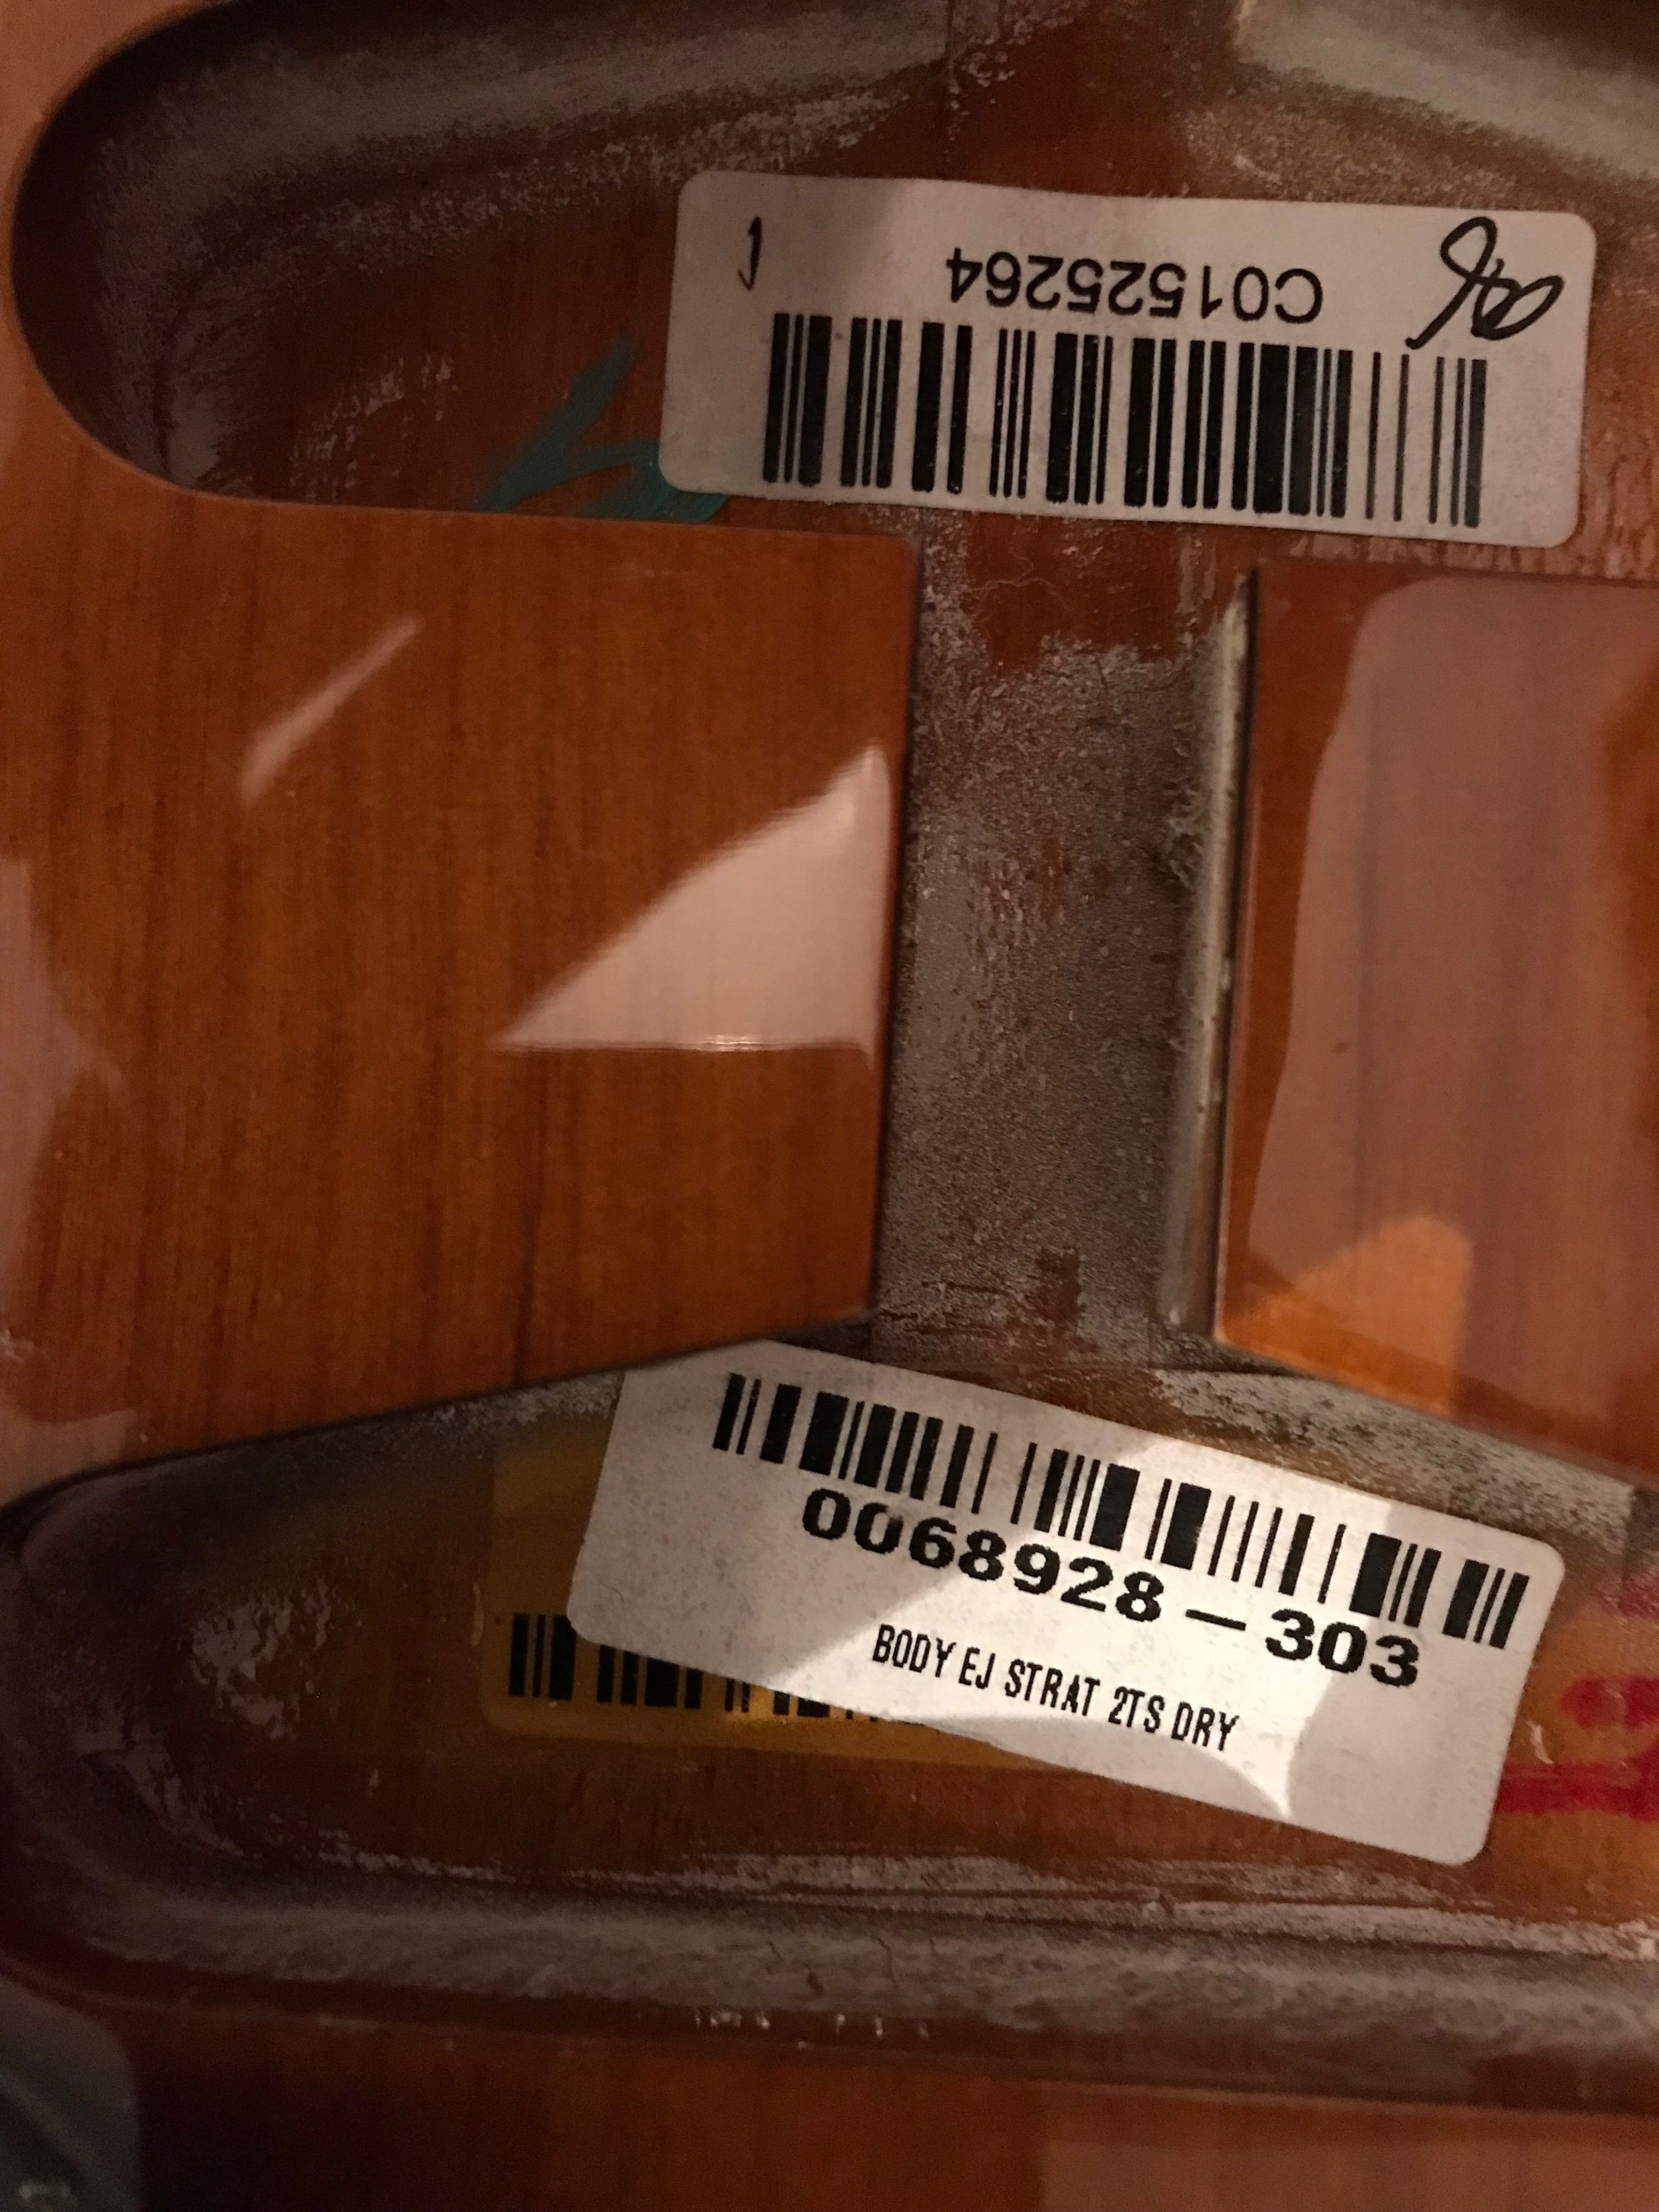 C01525264
0068928-303
BODY EJ STRAT 2TS DRY